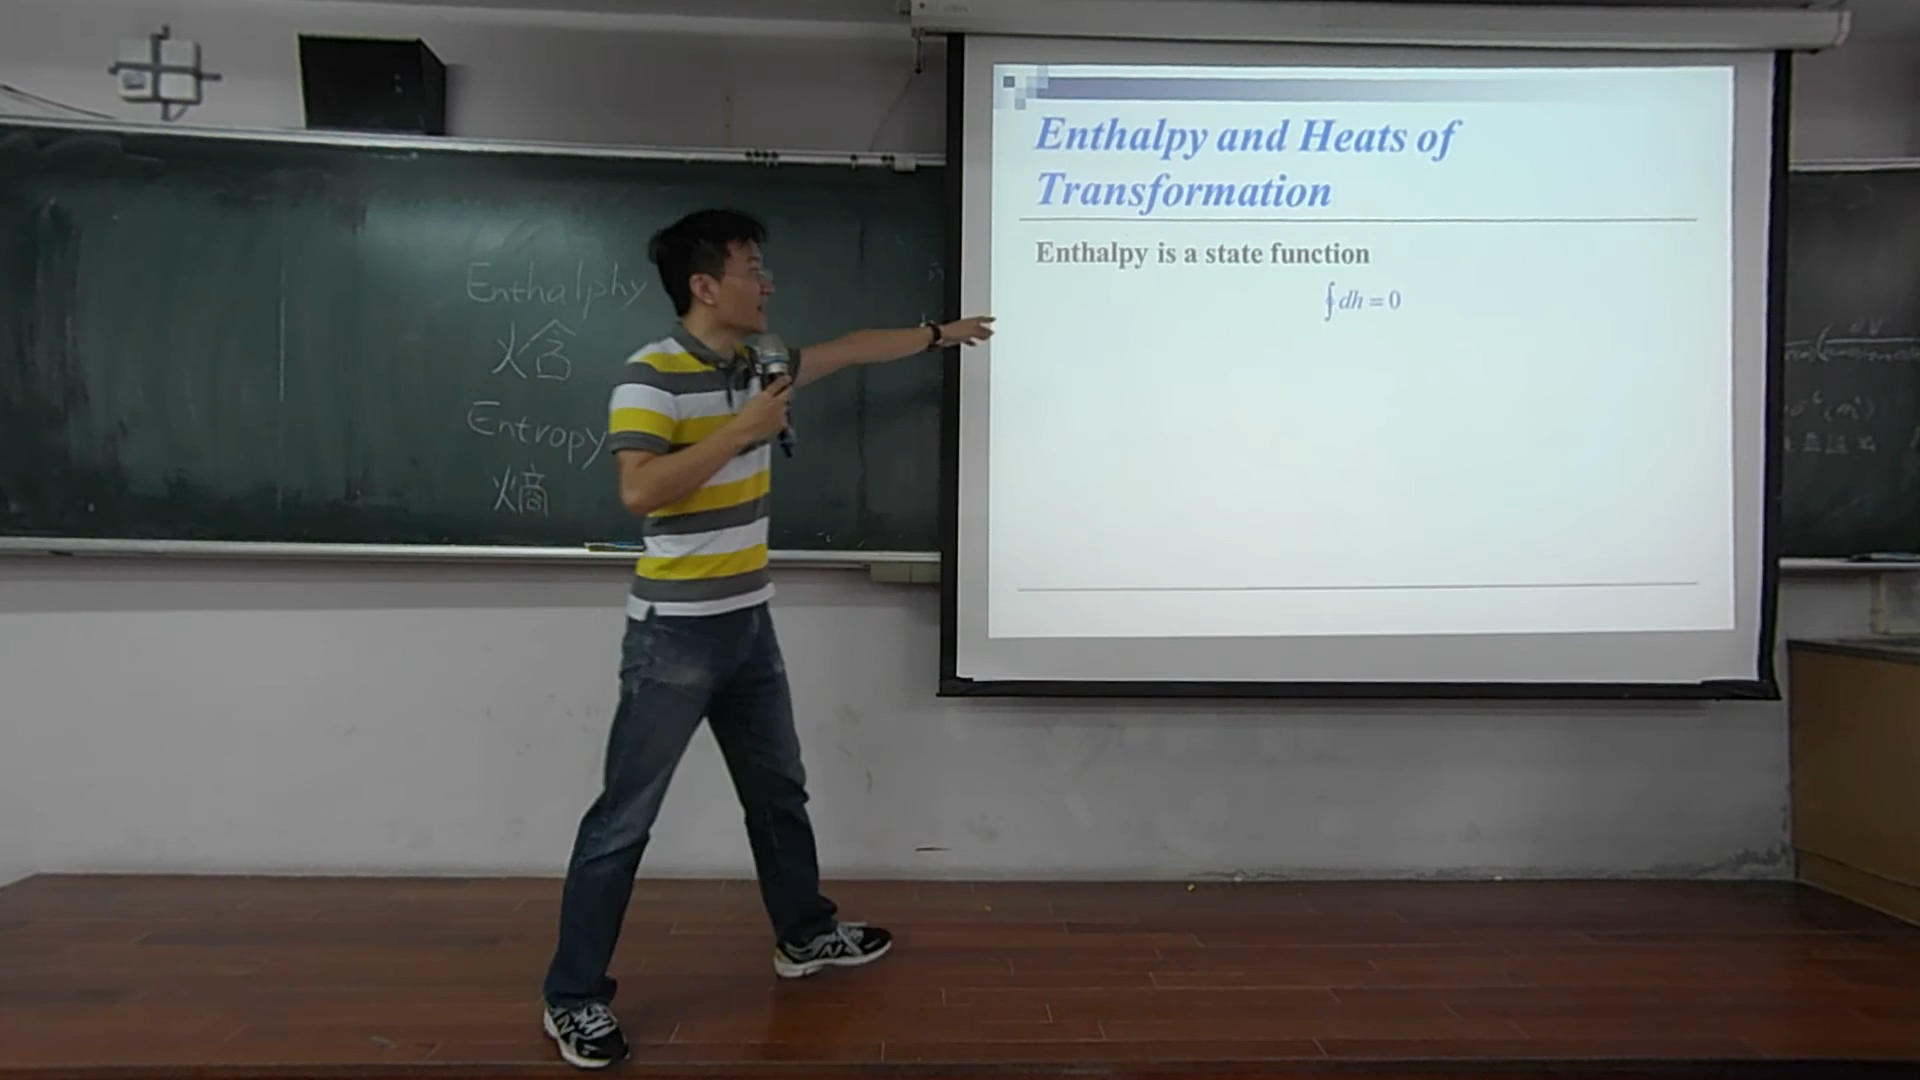 Enthalphy
焓
Entropy
熵
Enthalpy and Heats of
Transformation
Enthalpy is a state function
∮dh = 0